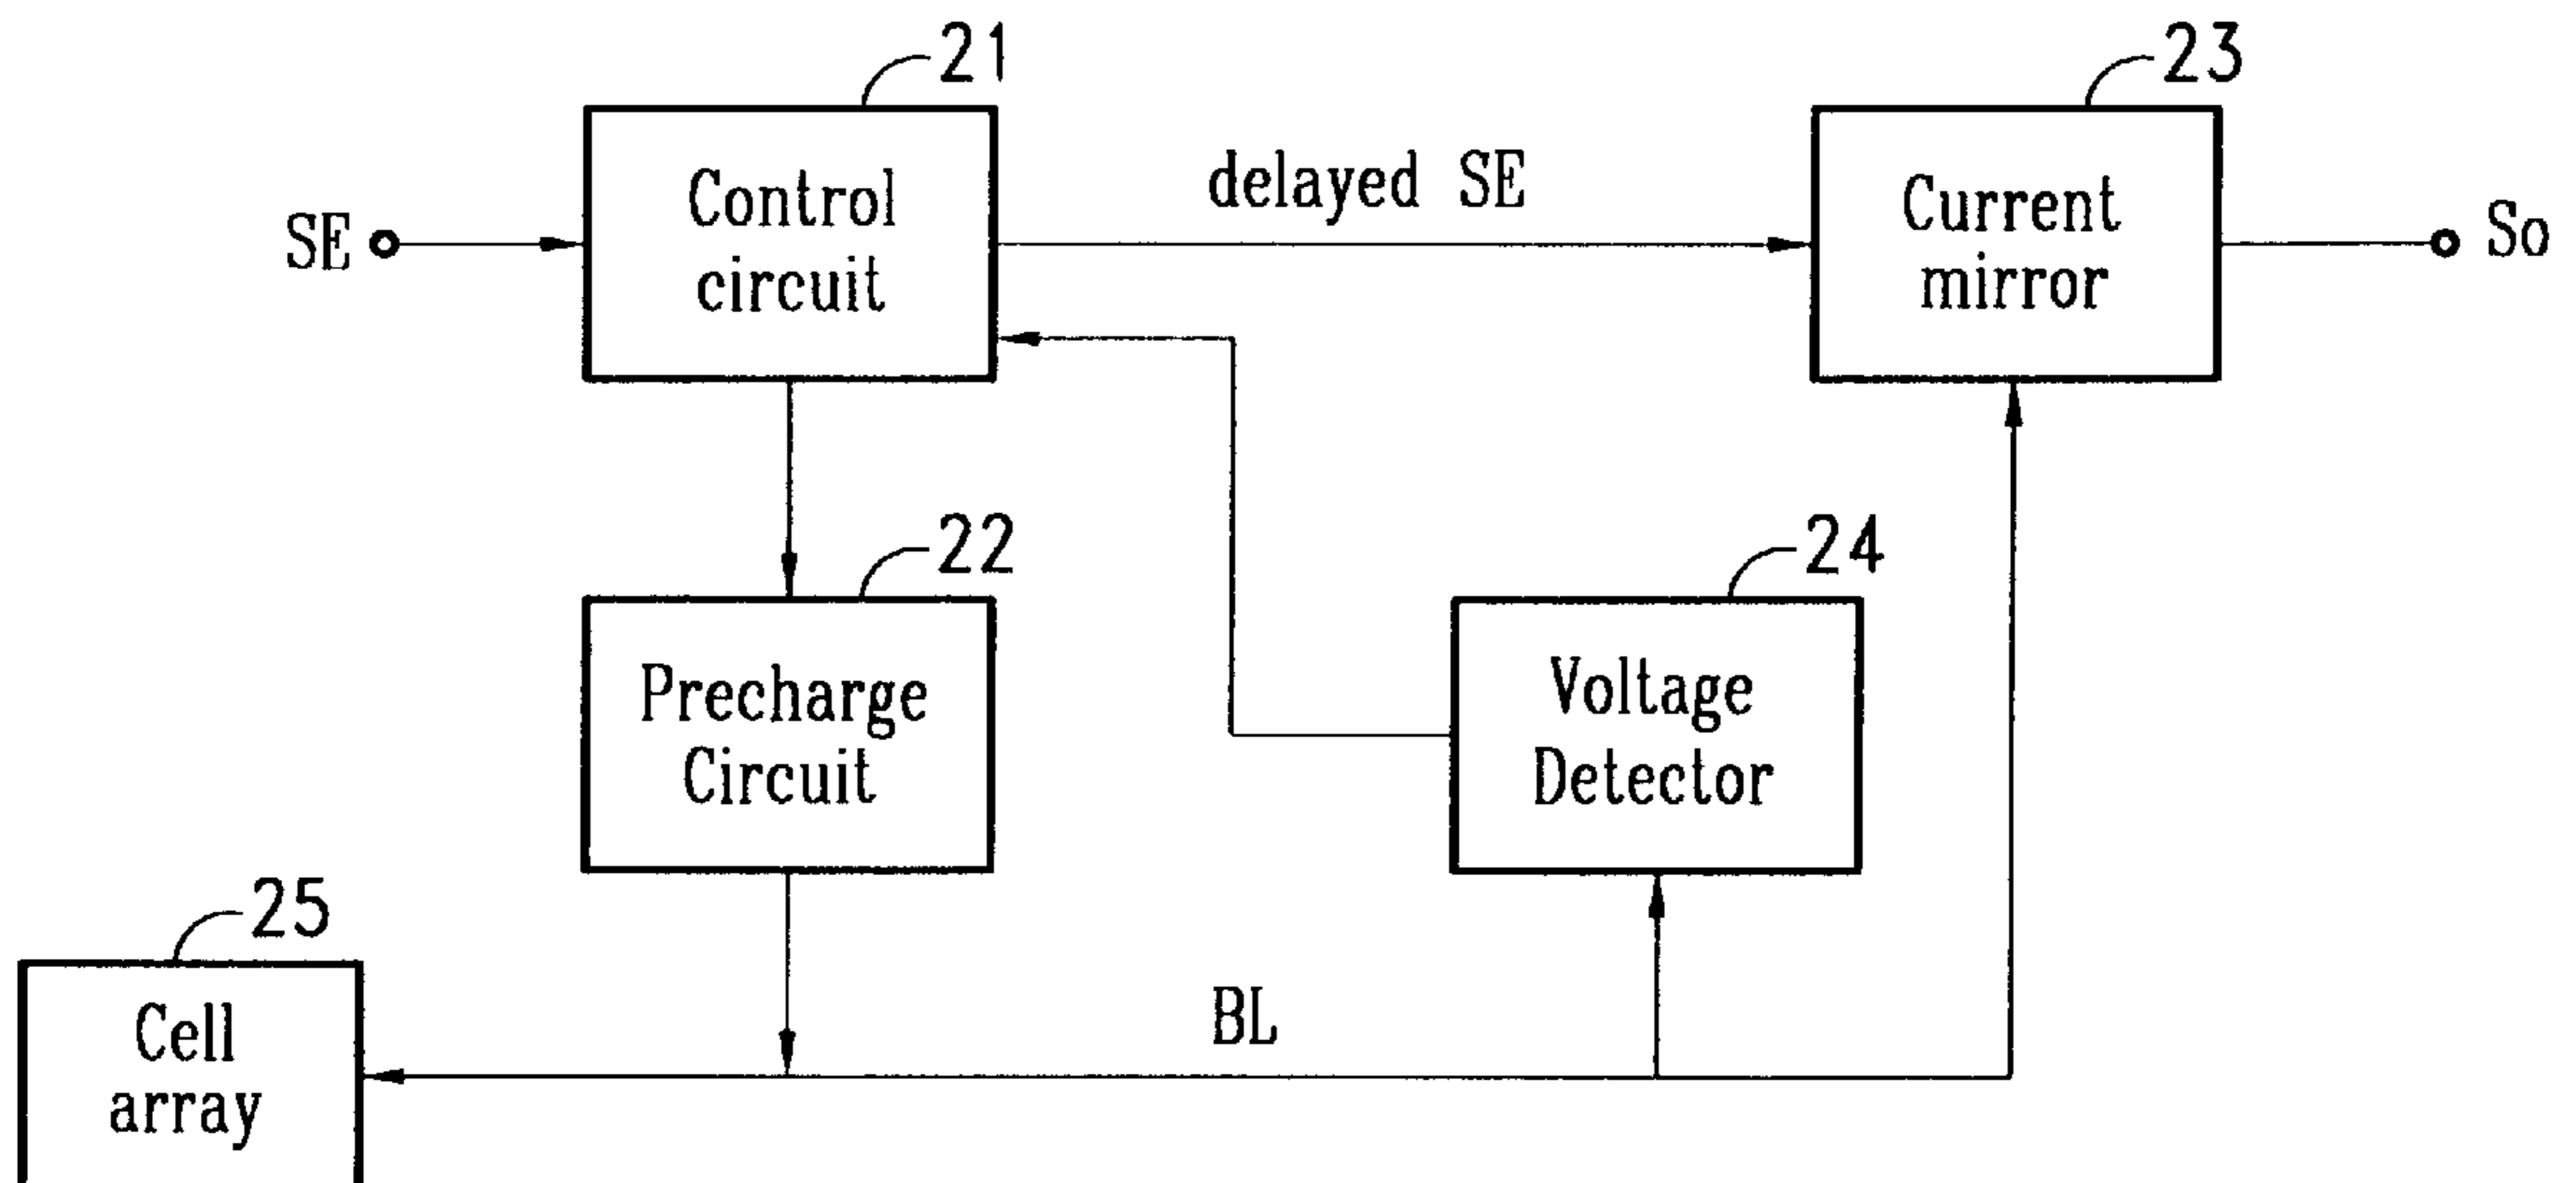 21
23
Control
circuit
delayed SE
Current
mirror
SE
So
22
24
Precharge
Circuit
Voltage
Detector
25
Cell
array
BL